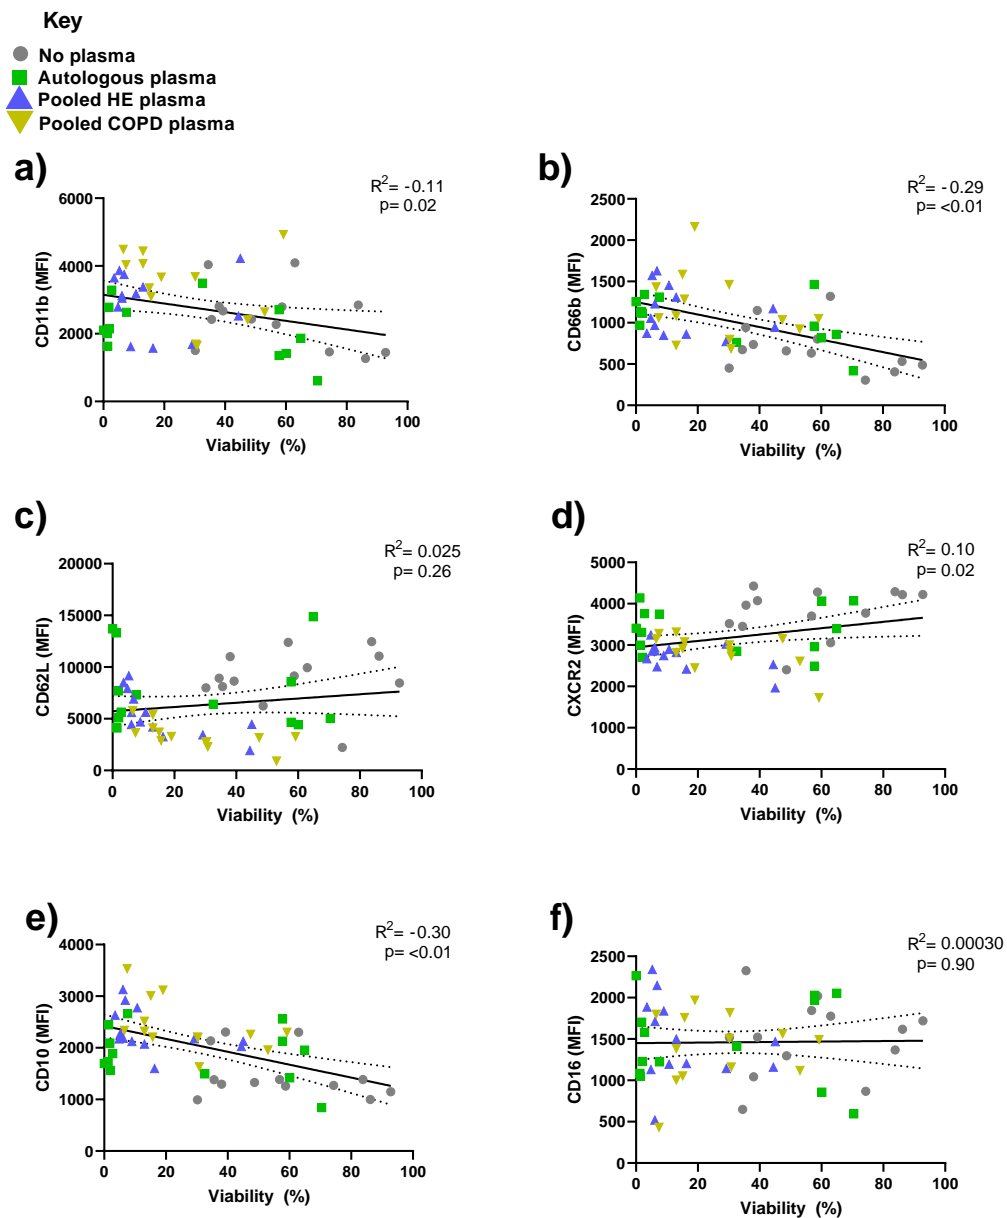 Key
No plasma
Autologous plasma
Pooled HE plasma
Pooled COPD plasma
a)
R²= -0.11
p= 0.02
CD11b (MFI)
6000
4000
2000
0
0 20 40 60 80 100
Viability (%)
b)
R²= -0.29
p= <0.01
CD66b (MFI)
2500
2000
1500
1000
500
0
0 20 40 60 80 100
Viability (%)
c)
R²= 0.025
p= 0.26
CD62L (MFI)
20000
15000
10000
5000
0
0 20 40 60 80 100
Viability (%)
d)
R²= 0.10
p= 0.02
CXCR2 (MFI)
5000
4000
3000
2000
1000
0
0 20 40 60 80 100
Viability (%)
e)
R²= -0.30
p= <0.01
CD10 (MFI)
4000
3000
2000
1000
0
0 20 40 60 80 100
Viability (%)
f)
R²= 0.00030
p= 0.90
CD16 (MFI)
2500
2000
1500
1000
500
0
0 20 40 60 80 100
Viability (%)